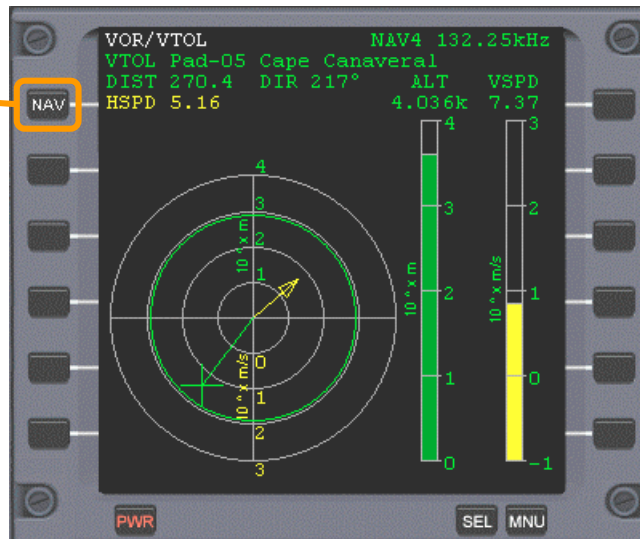 VOR/VTOL NAV4 132.25kHz
VTOL Pad-05 Cape Canaveral
DIST 270.4 DIR 217° ALT VSPD
NAV HSPD 5.16 4.036k 7.37
4
3
2
1
10^ x m
0
1
2
3
10^ x m/s
4
3
2
1
0
10^ x m
3
2
1
0
-1
10^ x m/s
PWR SEL MNU